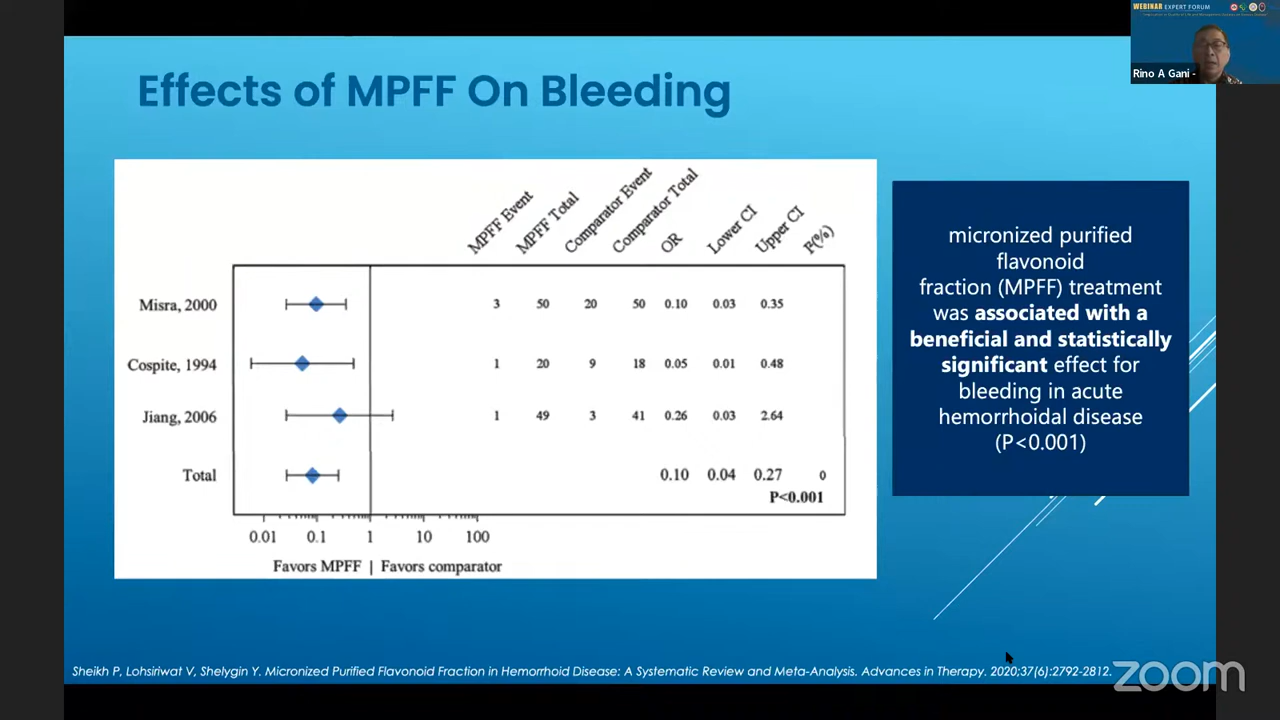 WEBINAR EXPERT FORUM
Rino A Gani -
Effects of MPFF On Bleeding
MPFF Event
MPFF Total
Comparator Event
Comparator Total
OR
Lower CI
Upper CI
I²(%)
Misra, 2000 3 50 20 50 0.10 0.03 0.35
Cospite, 1994 1 20 9 18 0.05 0.01 0.48
Jiang, 2006 1 49 3 41 0.26 0.03 2.64
Total 0.10 0.04 0.27 0
P<0.001
0.01 0.1 1 10 100
Favors MPFF | Favors comparator
micronized purified
flavonoid
fraction (MPFF) treatment
was associated with a
beneficial and statistically
significant effect for
bleeding in acute
hemorrhoidal disease
(P<0.001)
Sheikh P, Lohsiriwat V, Shelygin Y. Micronized Purified Flavonoid Fraction in Hemorrhoid Disease: A Systematic Review and Meta-Analysis. Advances in Therapy. 2020;37(6):2792-2812.
zoom